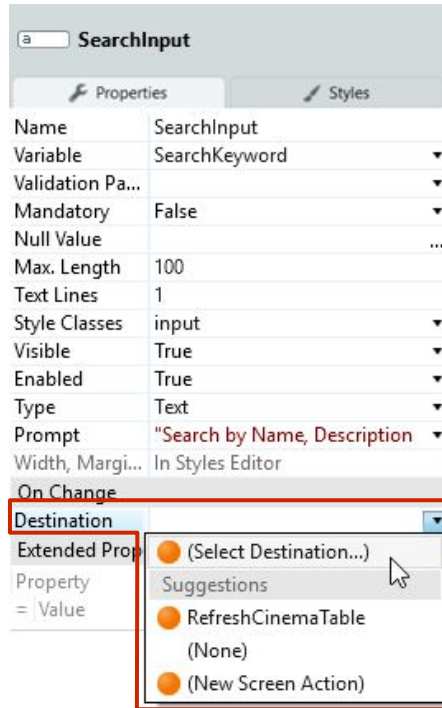 a SearchInput
Properties Styles
Name SearchInput
Variable SearchKeyword
Validation Pa...
Mandatory False
Null Value ...
Max. Length 100
Text Lines 1
Style Classes input
Visible True
Enabled True
Type Text
Prompt "Search by Name, Description
Width, Margi... In Styles Editor
On Change
Destination
Extended Prop (Select Destination...)
Property Suggestions
= Value RefreshCinemaTable
(None)
(New Screen Action)